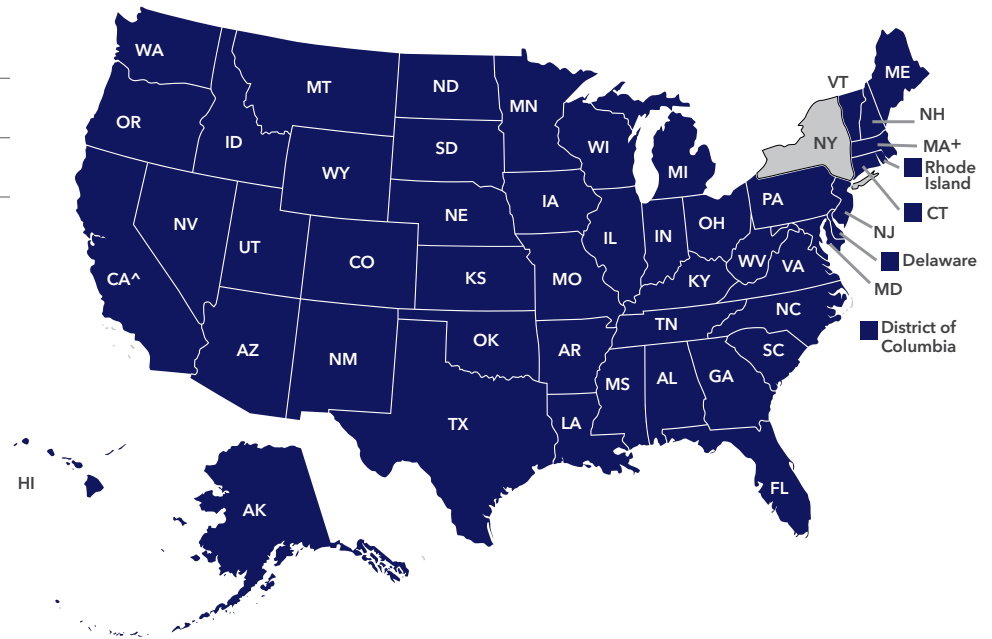 WA
MT
ND
MN
VT
ME
OR
ID
SD
WI
MI
NY
NH
MA+
Rhode
Island
WY
NE
IA
PA
CT
NV
UT
CO
KS
IL
IN
OH
NJ
CA^
MO
WV
VA
Delaware
KY
MD
AZ
NM
OK
AR
TN
NC
District of
Columbia
SC
MS
AL
GA
TX
LA
FL
HI
AK